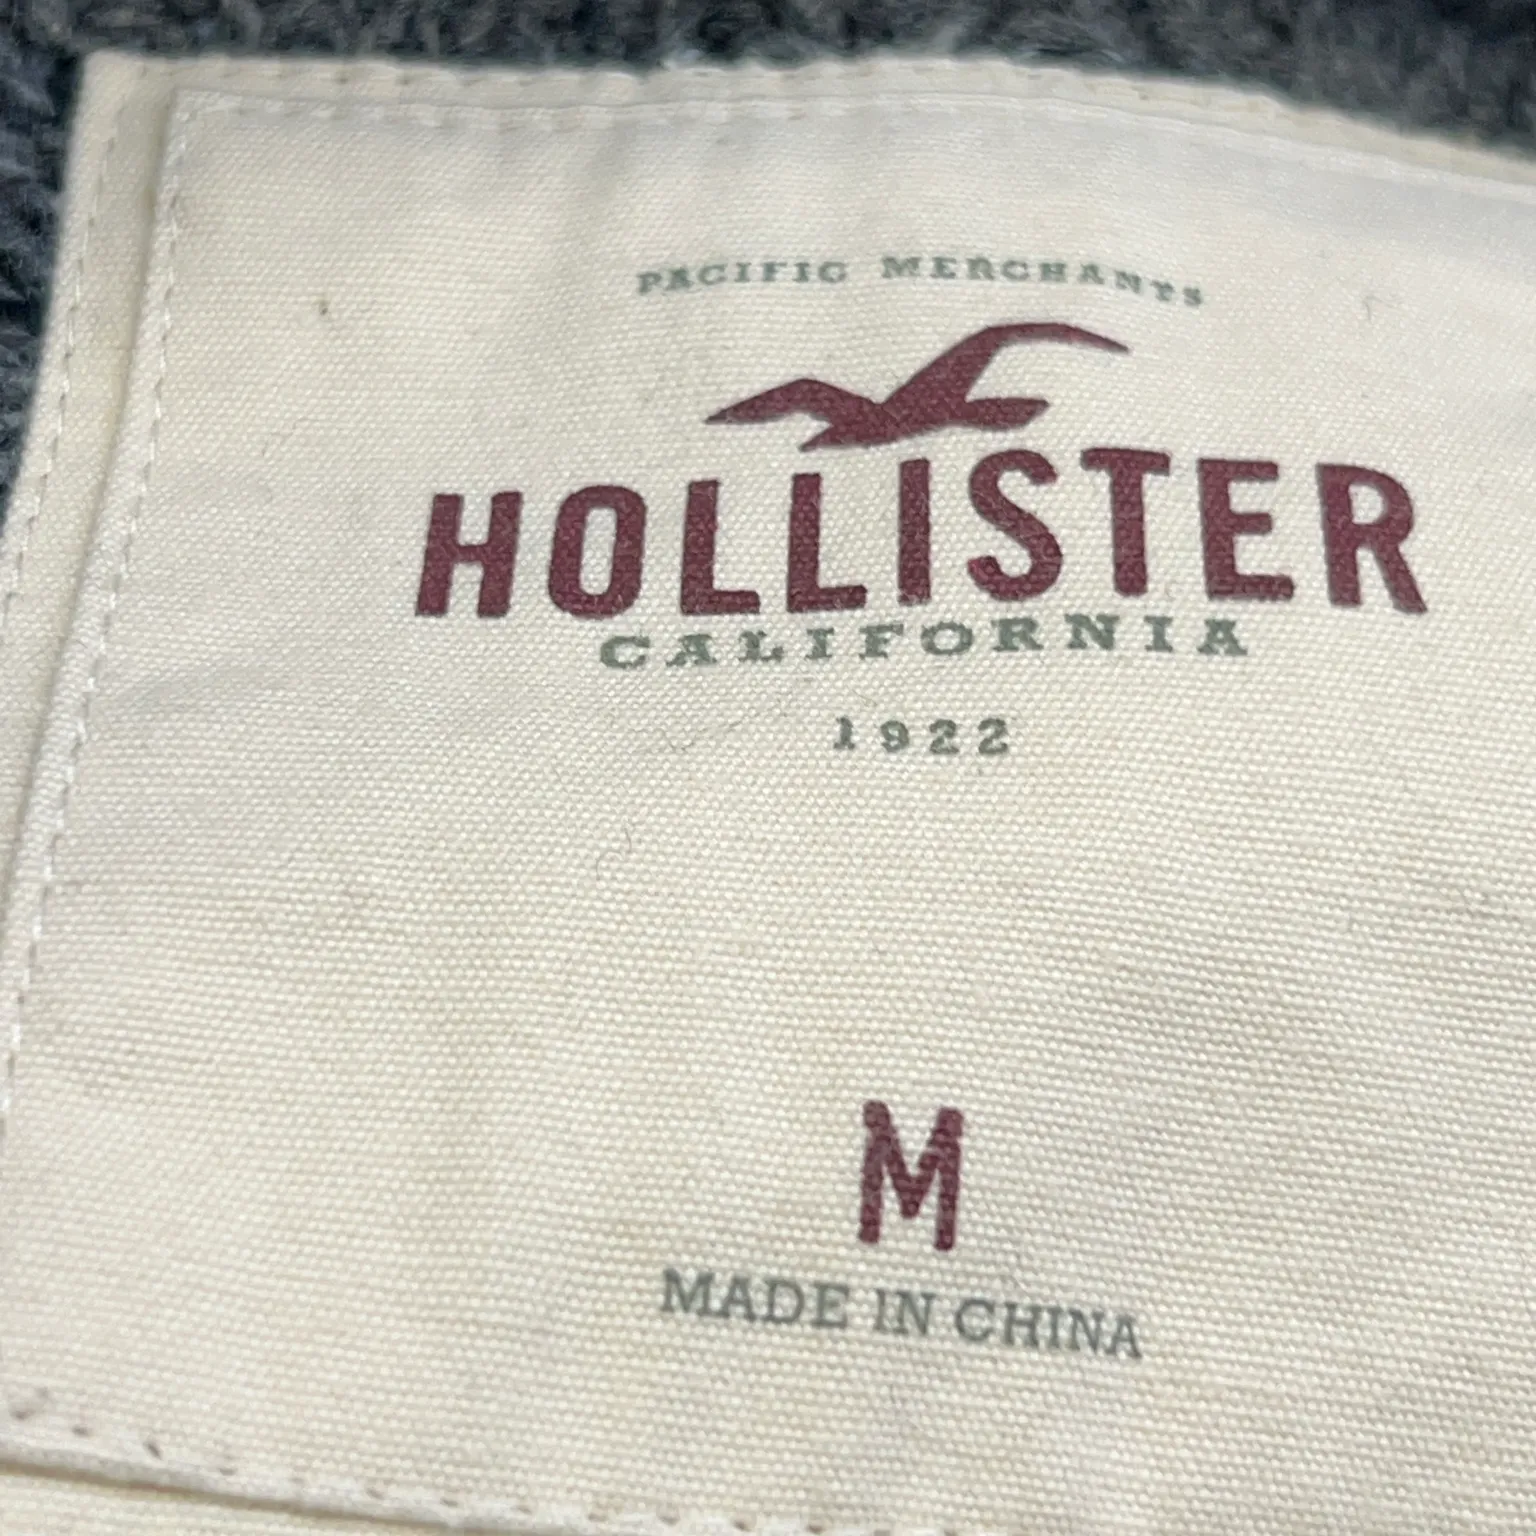 PACIFIC MERCHANTS
HOLLISTER
CALIFORNIA
1922
M
MADE IN CHINA